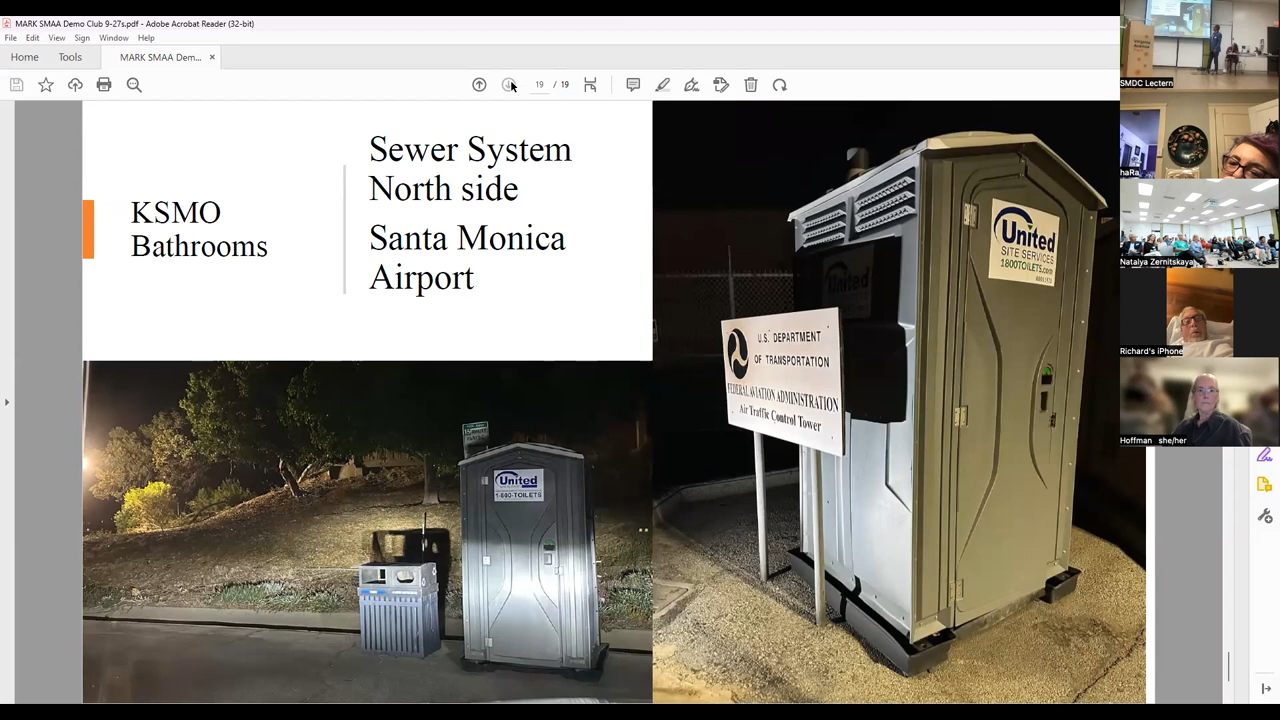 MARK SMAA Demo Club 9-27s.pdf - Adobe Acrobat Reader (32-bit)
File Edit View Sign Window Help
Home Tools MARK SMAA Dem... ×
19 / 19
KSMO
Bathrooms
Sewer System
North side
Santa Monica
Airport
United
SITE SERVICES
1800TOILETS.com
United
U.S. DEPARTMENT
OF TRANSPORTATION
FEDERAL AVIATION ADMINISTRATION
Air Traffic Control Tower
United
1-800-TOILETS
SMDC Lectern
haRa
Natalya Zernitskaya
Richard's iPhone
Hoffman she/her